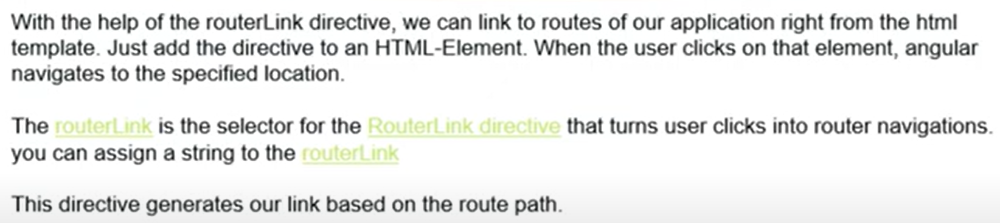 With the help of the routerLink directive, we can link to routes of our application right from the html
template. Just add the directive to an HTML-Element. When the user clicks on that element, angular
navigates to the specified location.
The routerLink is the selector for the RouterLink directive that turns user clicks into router navigations.
you can assign a string to the routerLink
This directive generates our link based on the route path.